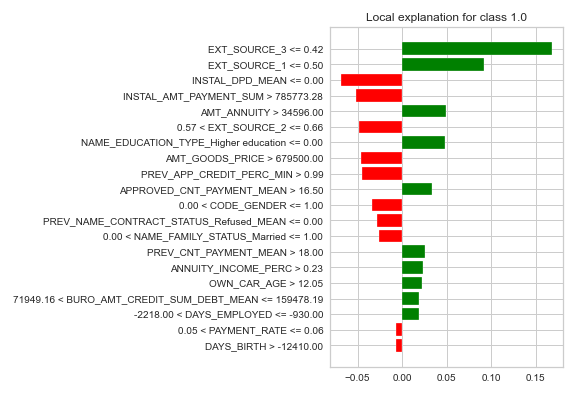 Local explanation for class 1.0
EXT_SOURCE_3 <= 0.42
EXT_SOURCE_1 <= 0.50
INSTAL_DPD_MEAN <= 0.00
INSTAL_AMT_PAYMENT_SUM > 785773.28
AMT_ANNUITY > 34596.00
0.57 < EXT_SOURCE_2 <= 0.66
NAME_EDUCATION_TYPE_Higher education <= 0.00
AMT_GOODS_PRICE > 679500.00
PREV_APP_CREDIT_PERC_MIN > 0.99
APPROVED_CNT_PAYMENT_MEAN > 16.50
0.00 < CODE_GENDER <= 1.00
PREV_NAME_CONTRACT_STATUS_Refused_MEAN <= 0.00
0.00 < NAME_FAMILY_STATUS_Married <= 1.00
PREV_CNT_PAYMENT_MEAN > 18.00
ANNUITY_INCOME_PERC > 0.23
OWN_CAR_AGE > 12.05
71949.16 < BURO_AMT_CREDIT_SUM_DEBT_MEAN <= 159478.19
-2218.00 < DAYS_EMPLOYED <= -930.00
0.05 < PAYMENT_RATE <= 0.06
DAYS_BIRTH > -12410.00
−0.05 0.00 0.05 0.10 0.15